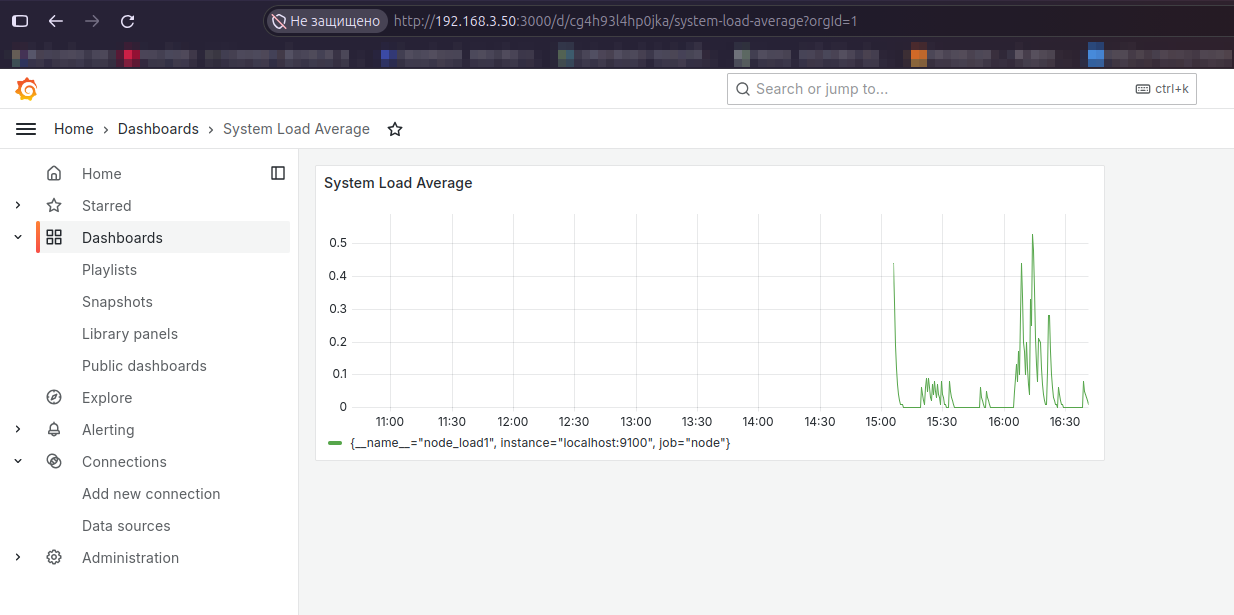 Не защищено http://192.168.3.50:3000/d/cg4h93l4hp0jka/system-load-average?orgId=1
Search or jump to... ctrl+k
Home › Dashboards › System Load Average
Home
Starred
Dashboards
Playlists
Snapshots
Library panels
Public dashboards
Explore
Alerting
Connections
Add new connection
Data sources
Administration
System Load Average
0.5
0.4
0.3
0.2
0.1
0
11:00 11:30 12:00 12:30 13:00 13:30 14:00 14:30 15:00 15:30 16:00 16:30
{__name__="node_load1", instance="localhost:9100", job="node"}